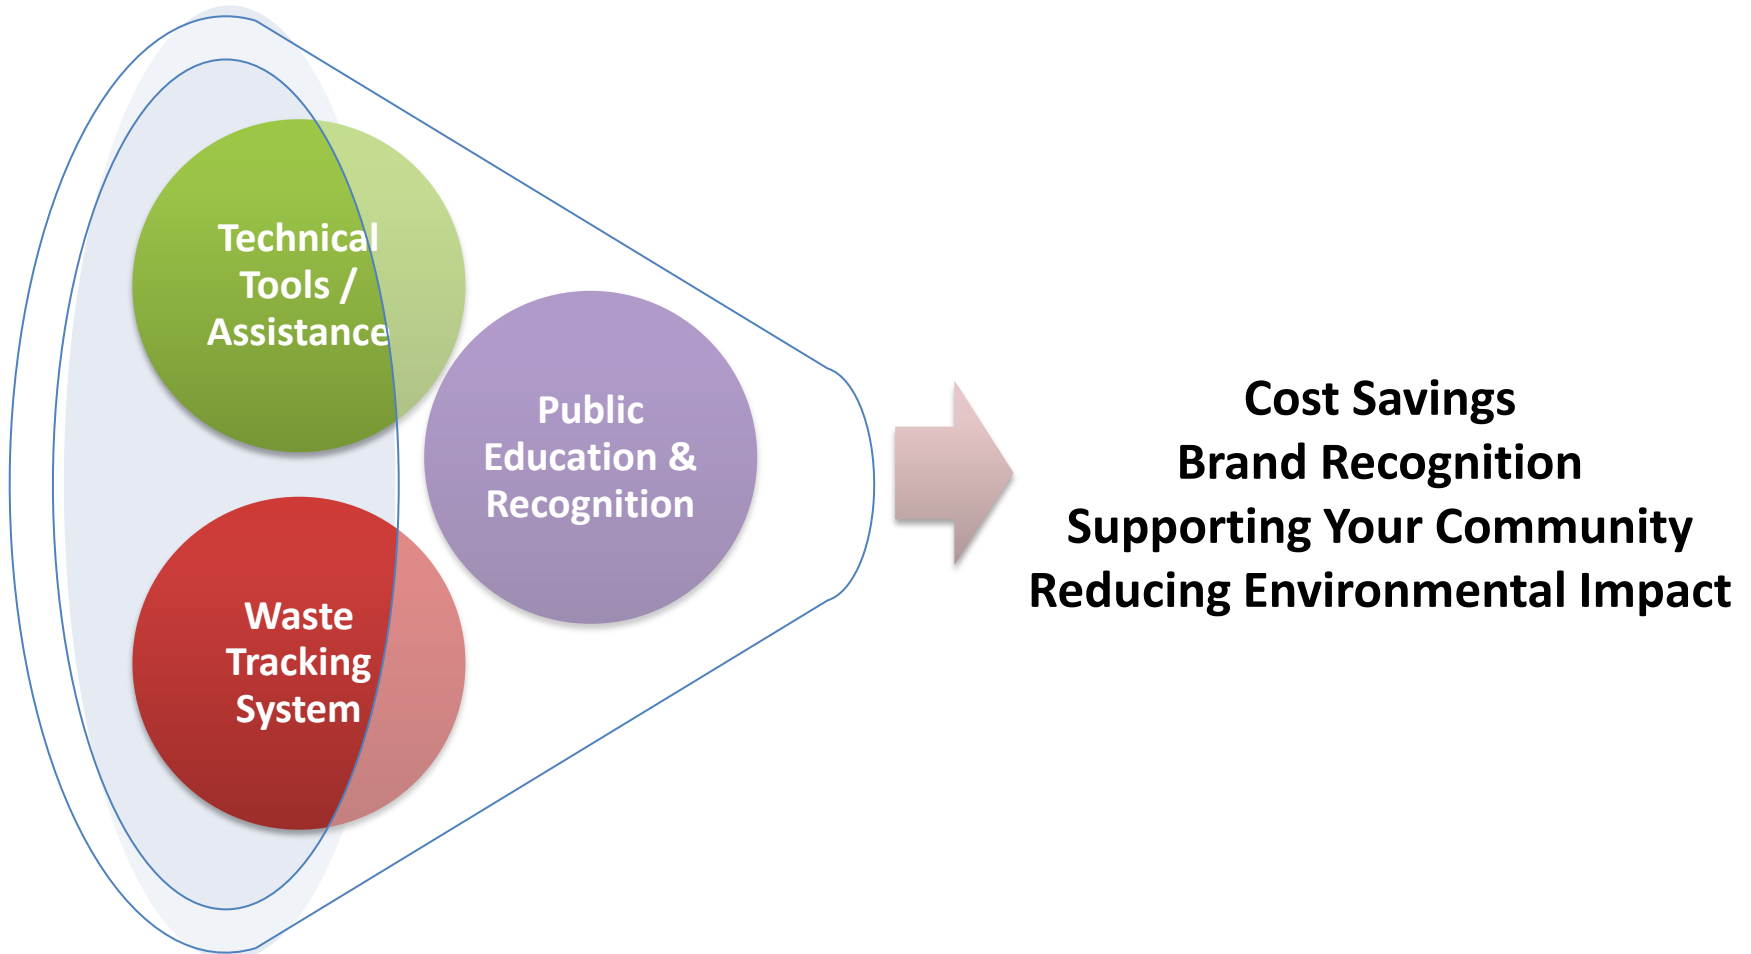 Technical
Tools /
Assistance
Public
Education &
Recognition
Waste
Tracking
System
Cost Savings
Brand Recognition
Supporting Your Community
Reducing Environmental Impact